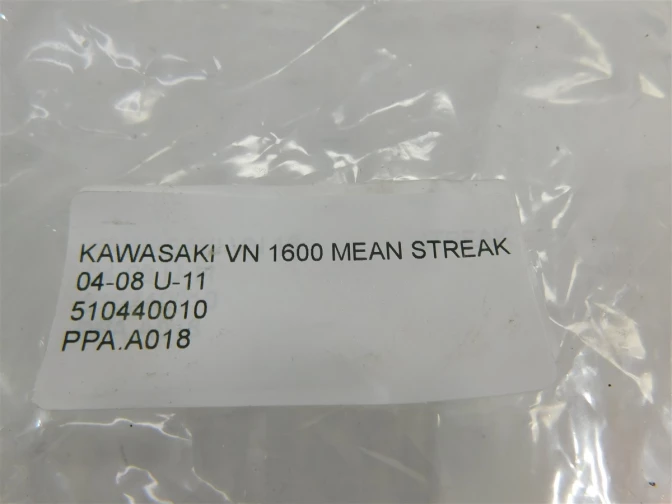 KAWASAKI VN 1600 MEAN STREAK
04-08 U-11
510440010
PPA.A018